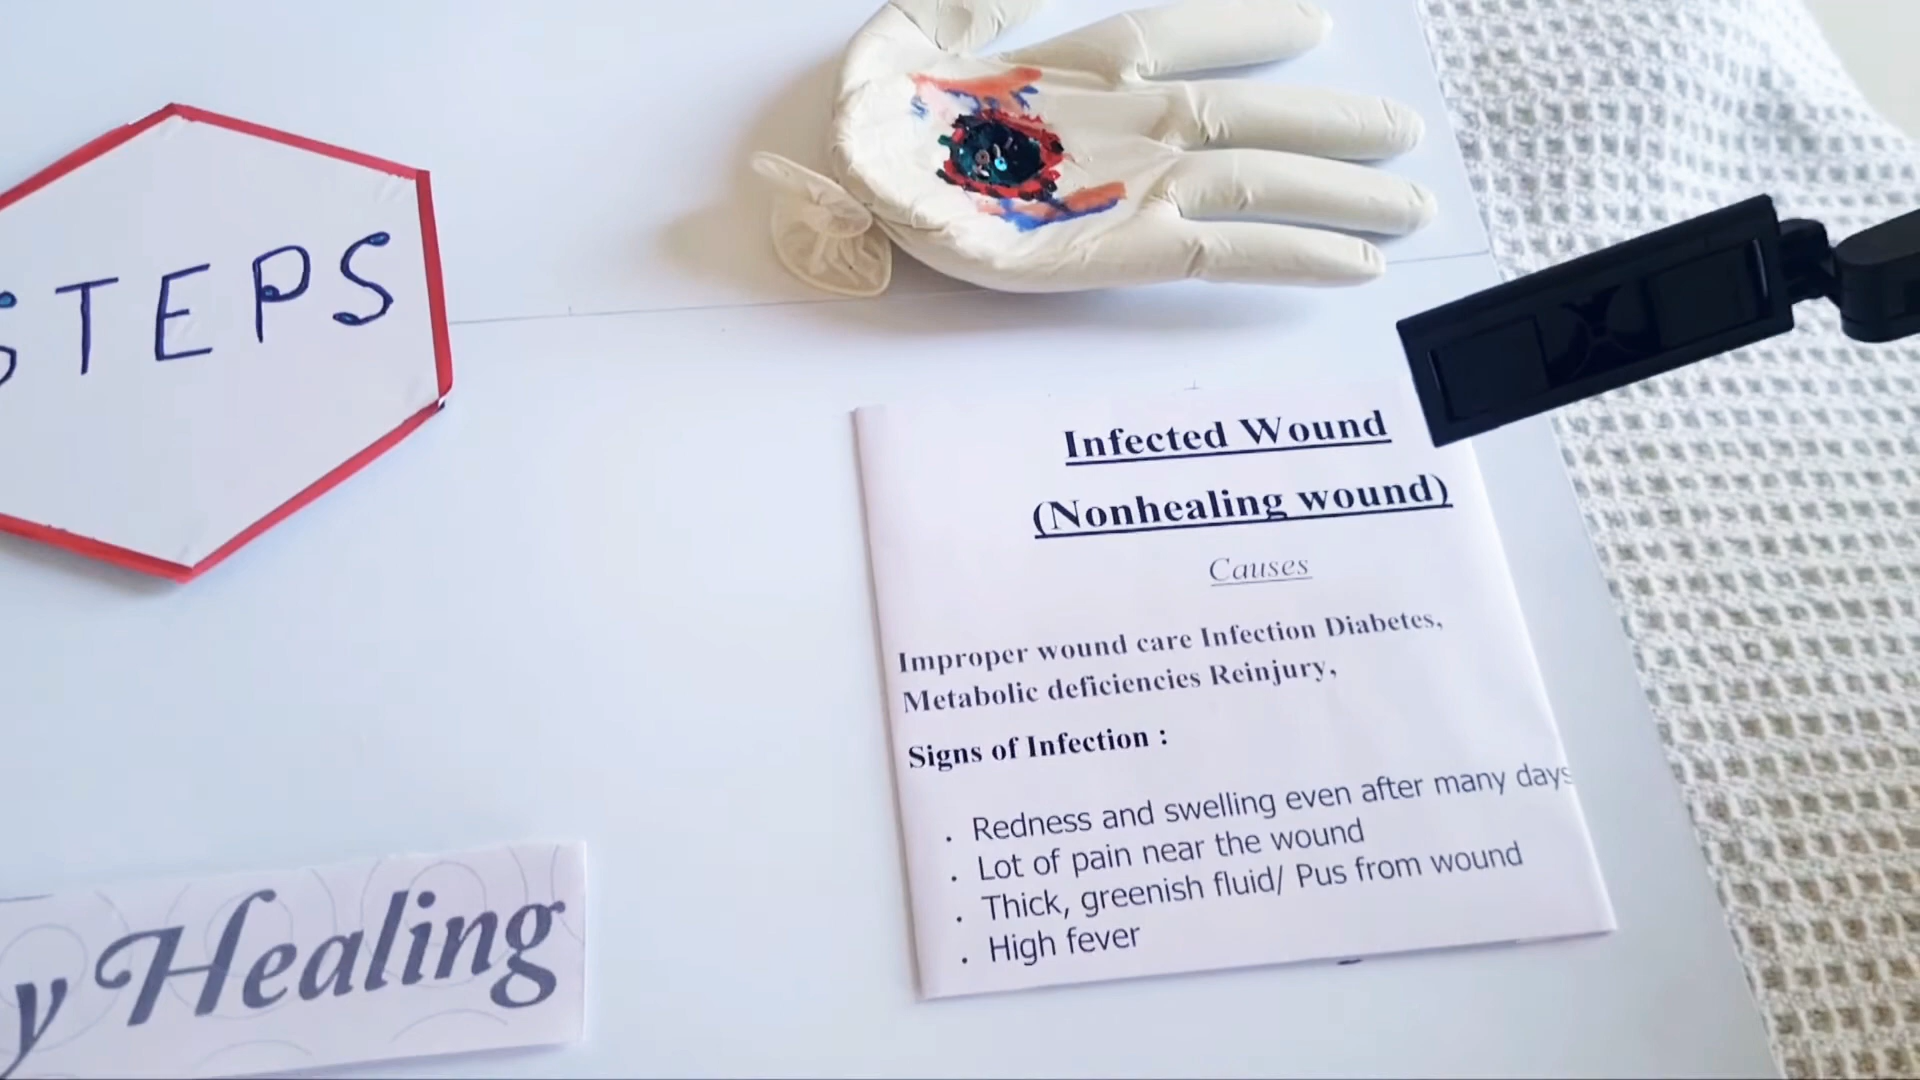 STEPS
Infected Wound
(Nonhealing wound)
Causes
Improper wound care Infection Diabetes,
Metabolic deficiencies Reinjury,
Signs of Infection :
. Redness and swelling even after many days
. Lot of pain near the wound
. Thick, greenish fluid/ Pus from wound
. High fever
y Healing